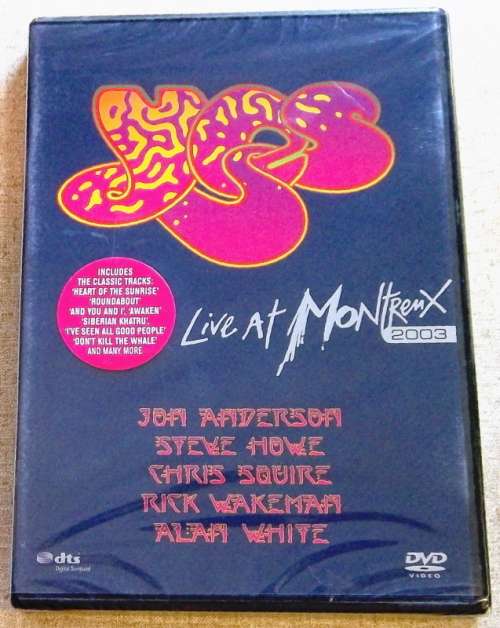 YES
INCLUDES
THE CLASSIC TRACKS:
'HEART OF THE SUNRISE'
'ROUNDABOUT'
'AND YOU AND I', 'AWAKEN'
'SIBERIAN KHATRU',
'I'VE SEEN ALL GOOD PEOPLE'
'DON'T KILL THE WHALE'
AND MANY MORE
Live AT MONTREUX
2003
JON ANDERSON
STEVE HOWE
CHRIS SQUIRE
RICK WAKEMAN
ALAN WHITE
dts
Digital Surround
DVD
VIDEO